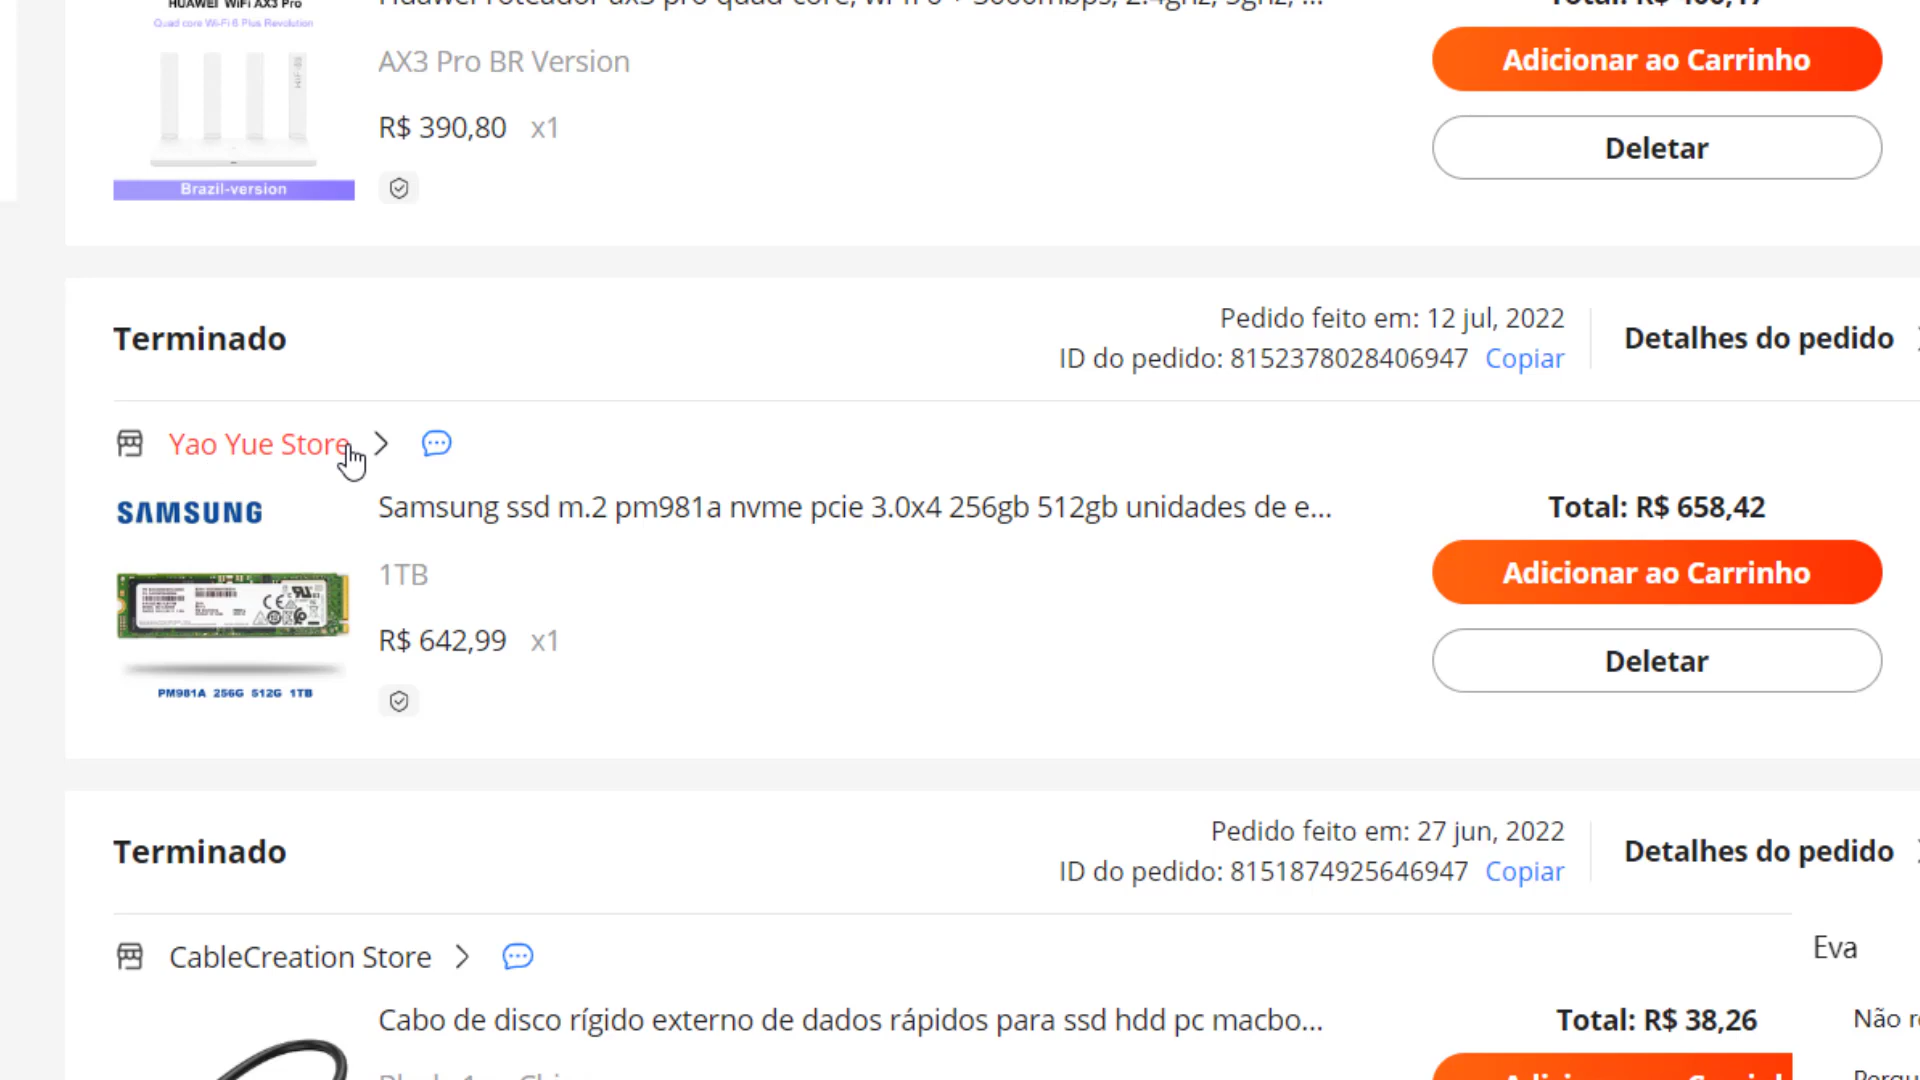 HUAWEI WiFi AX3 Pro
Quad core Wi-Fi 6 Plus Revolution
AX3 Pro BR Version
R$ 390,80 x1
Brazil-version
Adicionar ao Carrinho
Deletar
Terminado
Pedido feito em: 12 jul, 2022
ID do pedido: 8152378028406947 Copiar
Detalhes do pedido
Yao Yue Store
SAMSUNG
Samsung ssd m.2 pm981a nvme pcie 3.0x4 256gb 512gb unidades de e...
1TB
R$ 642,99 x1
PM981A 256G 512G 1TB
Total: R$ 658,42
Adicionar ao Carrinho
Deletar
Terminado
Pedido feito em: 27 jun, 2022
ID do pedido: 8151874925646947 Copiar
Detalhes do pedido
CableCreation Store
Eva
Cabo de disco rígido externo de dados rápidos para ssd hdd pc macbo...
Total: R$ 38,26
Não